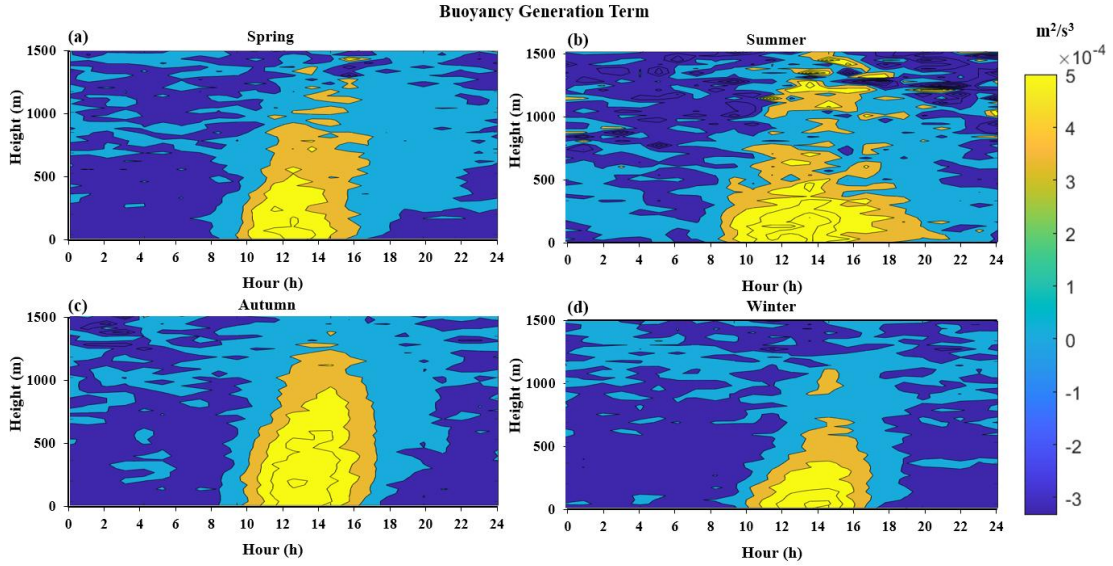 Buoyancy Generation Term
(a) Spring
(b) Summer
m²/s³
×10⁻⁴
1500
1000
500
0
Height (m)
0 2 4 6 8 10 12 14 16 18 20 22 24
Hour (h)
1500
1000
500
0
Height (m)
0 2 4 6 8 10 12 14 16 18 20 22 24
Hour (h)
(c) Autumn
(d) Winter
1500
1000
500
0
Height (m)
0 2 4 6 8 10 12 14 16 18 20 22 24
Hour (h)
1500
1000
500
0
Height (m)
0 2 4 6 8 10 12 14 16 18 20 22 24
Hour (h)
5
4
3
2
1
0
-1
-2
-3